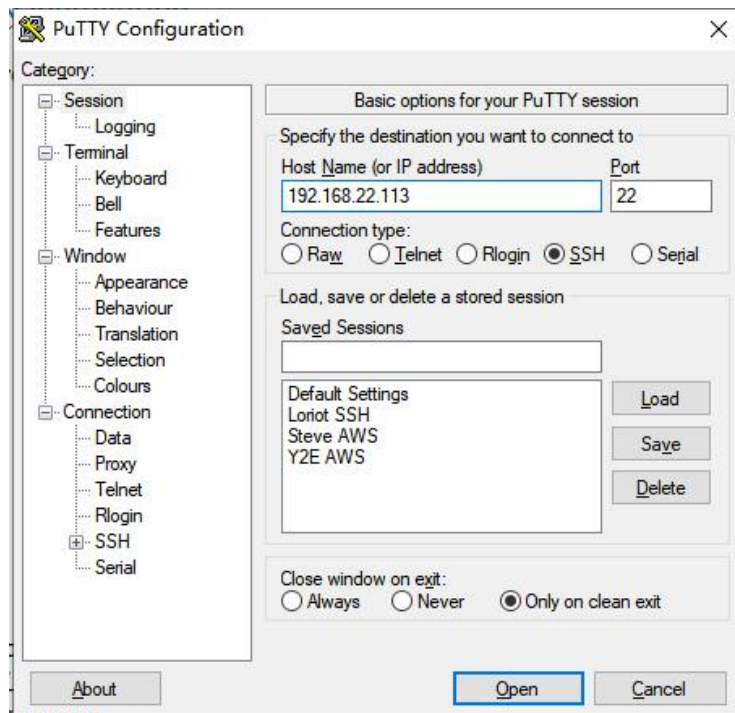 PuTTY Configuration
Category:
Session
Logging
Terminal
Keyboard
Bell
Features
Window
Appearance
Behaviour
Translation
Selection
Colours
Connection
Data
Proxy
Telnet
Rlogin
SSH
Serial
Basic options for your PuTTY session
Specify the destination you want to connect to
Host Name (or IP address) Port
192.168.22.113 22
Connection type:
Raw Telnet Rlogin SSH Serial
Load, save or delete a stored session
Saved Sessions
Default Settings
Loriot SSH
Steve AWS
Y2E AWS
Load
Save
Delete
Close window on exit:
Always Never Only on clean exit
About Open Cancel